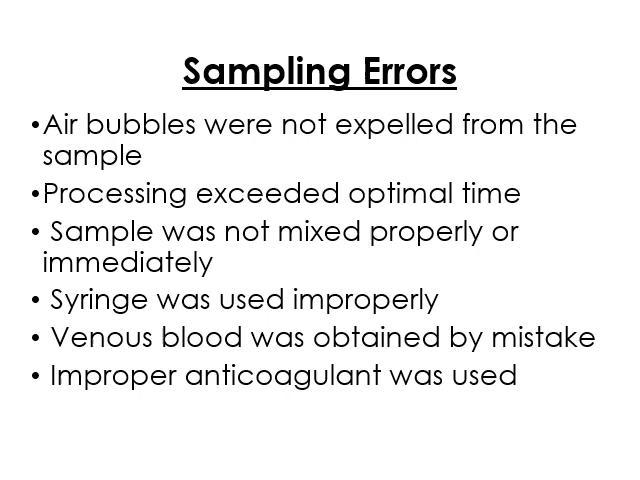 Sampling Errors
•Air bubbles were not expelled from the
sample
•Processing exceeded optimal time
• Sample was not mixed properly or
immediately
• Syringe was used improperly
• Venous blood was obtained by mistake
• Improper anticoagulant was used